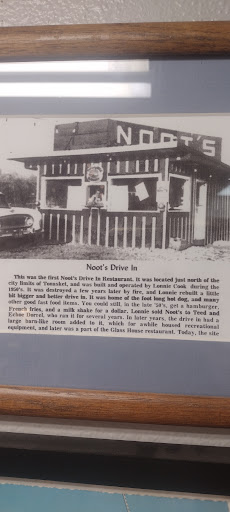 NOOT'S
Noot's Drive In
This was the first Noot's Drive In Restaurant. It was located just north of the
city limits of Tonasket, and was built and operated by Lonnie Cook during the
1950's. It was destroyed a few years later by fire, and Lonnie rebuilt a little
bit bigger and better drive in. It was home of the foot long hot dog, and many
other good fast food items. You could still, in the late '50's, get a hamburger,
french fries, and a milk shake for a dollar. Lonnie sold Noot's to Teed and
Echoe Darrel, who ran it for several years. In later years, the drive in had a
large barn-like room added to it, which for awhile housed recreational
equipment, and later was a part of the Glass House restaurant. Today, the site